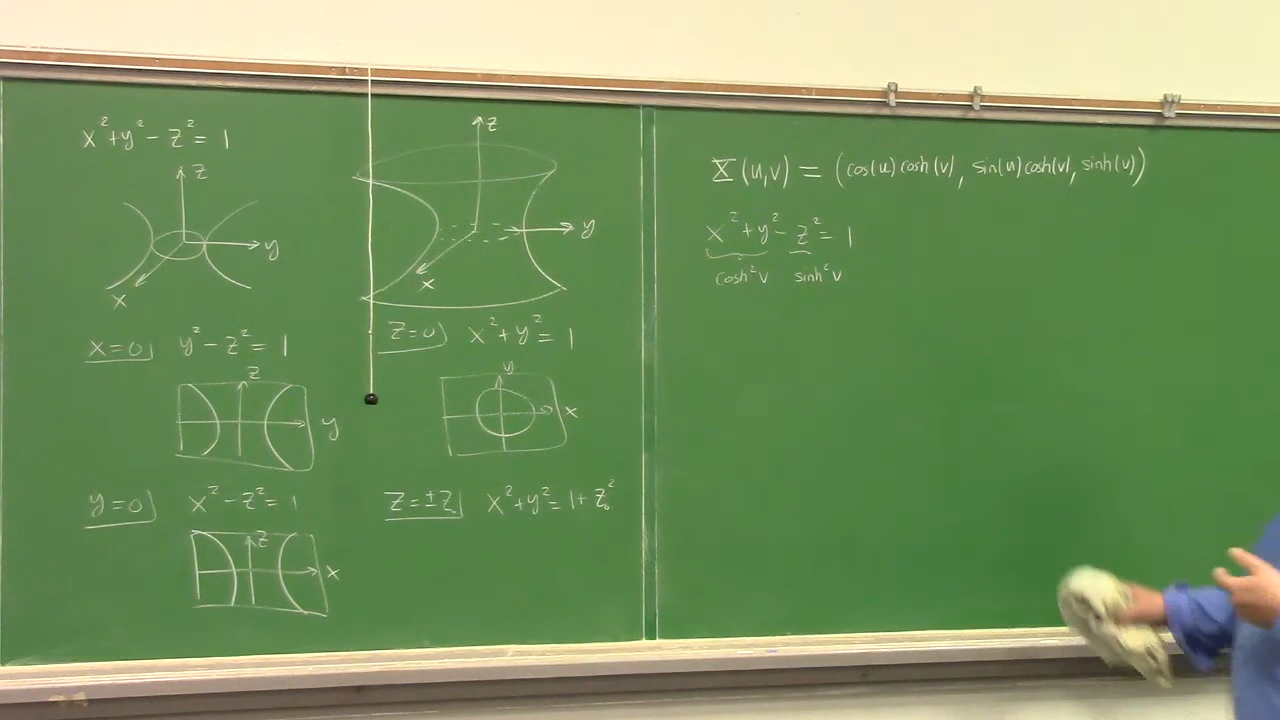 x² + y² - z² = 1
z
y
x
z
y
x
x=0 y² - z² = 1
z
y
y=0 x² - z² = 1
z
x
z=0 x² + y² = 1
y
x
z=±z₀ x² + y² = 1 + z₀²
X(u,v) = (cos(u)cosh(v), sin(u)cosh(v), sinh(v))
x² + y² - z² = 1
cosh²v sinh²v